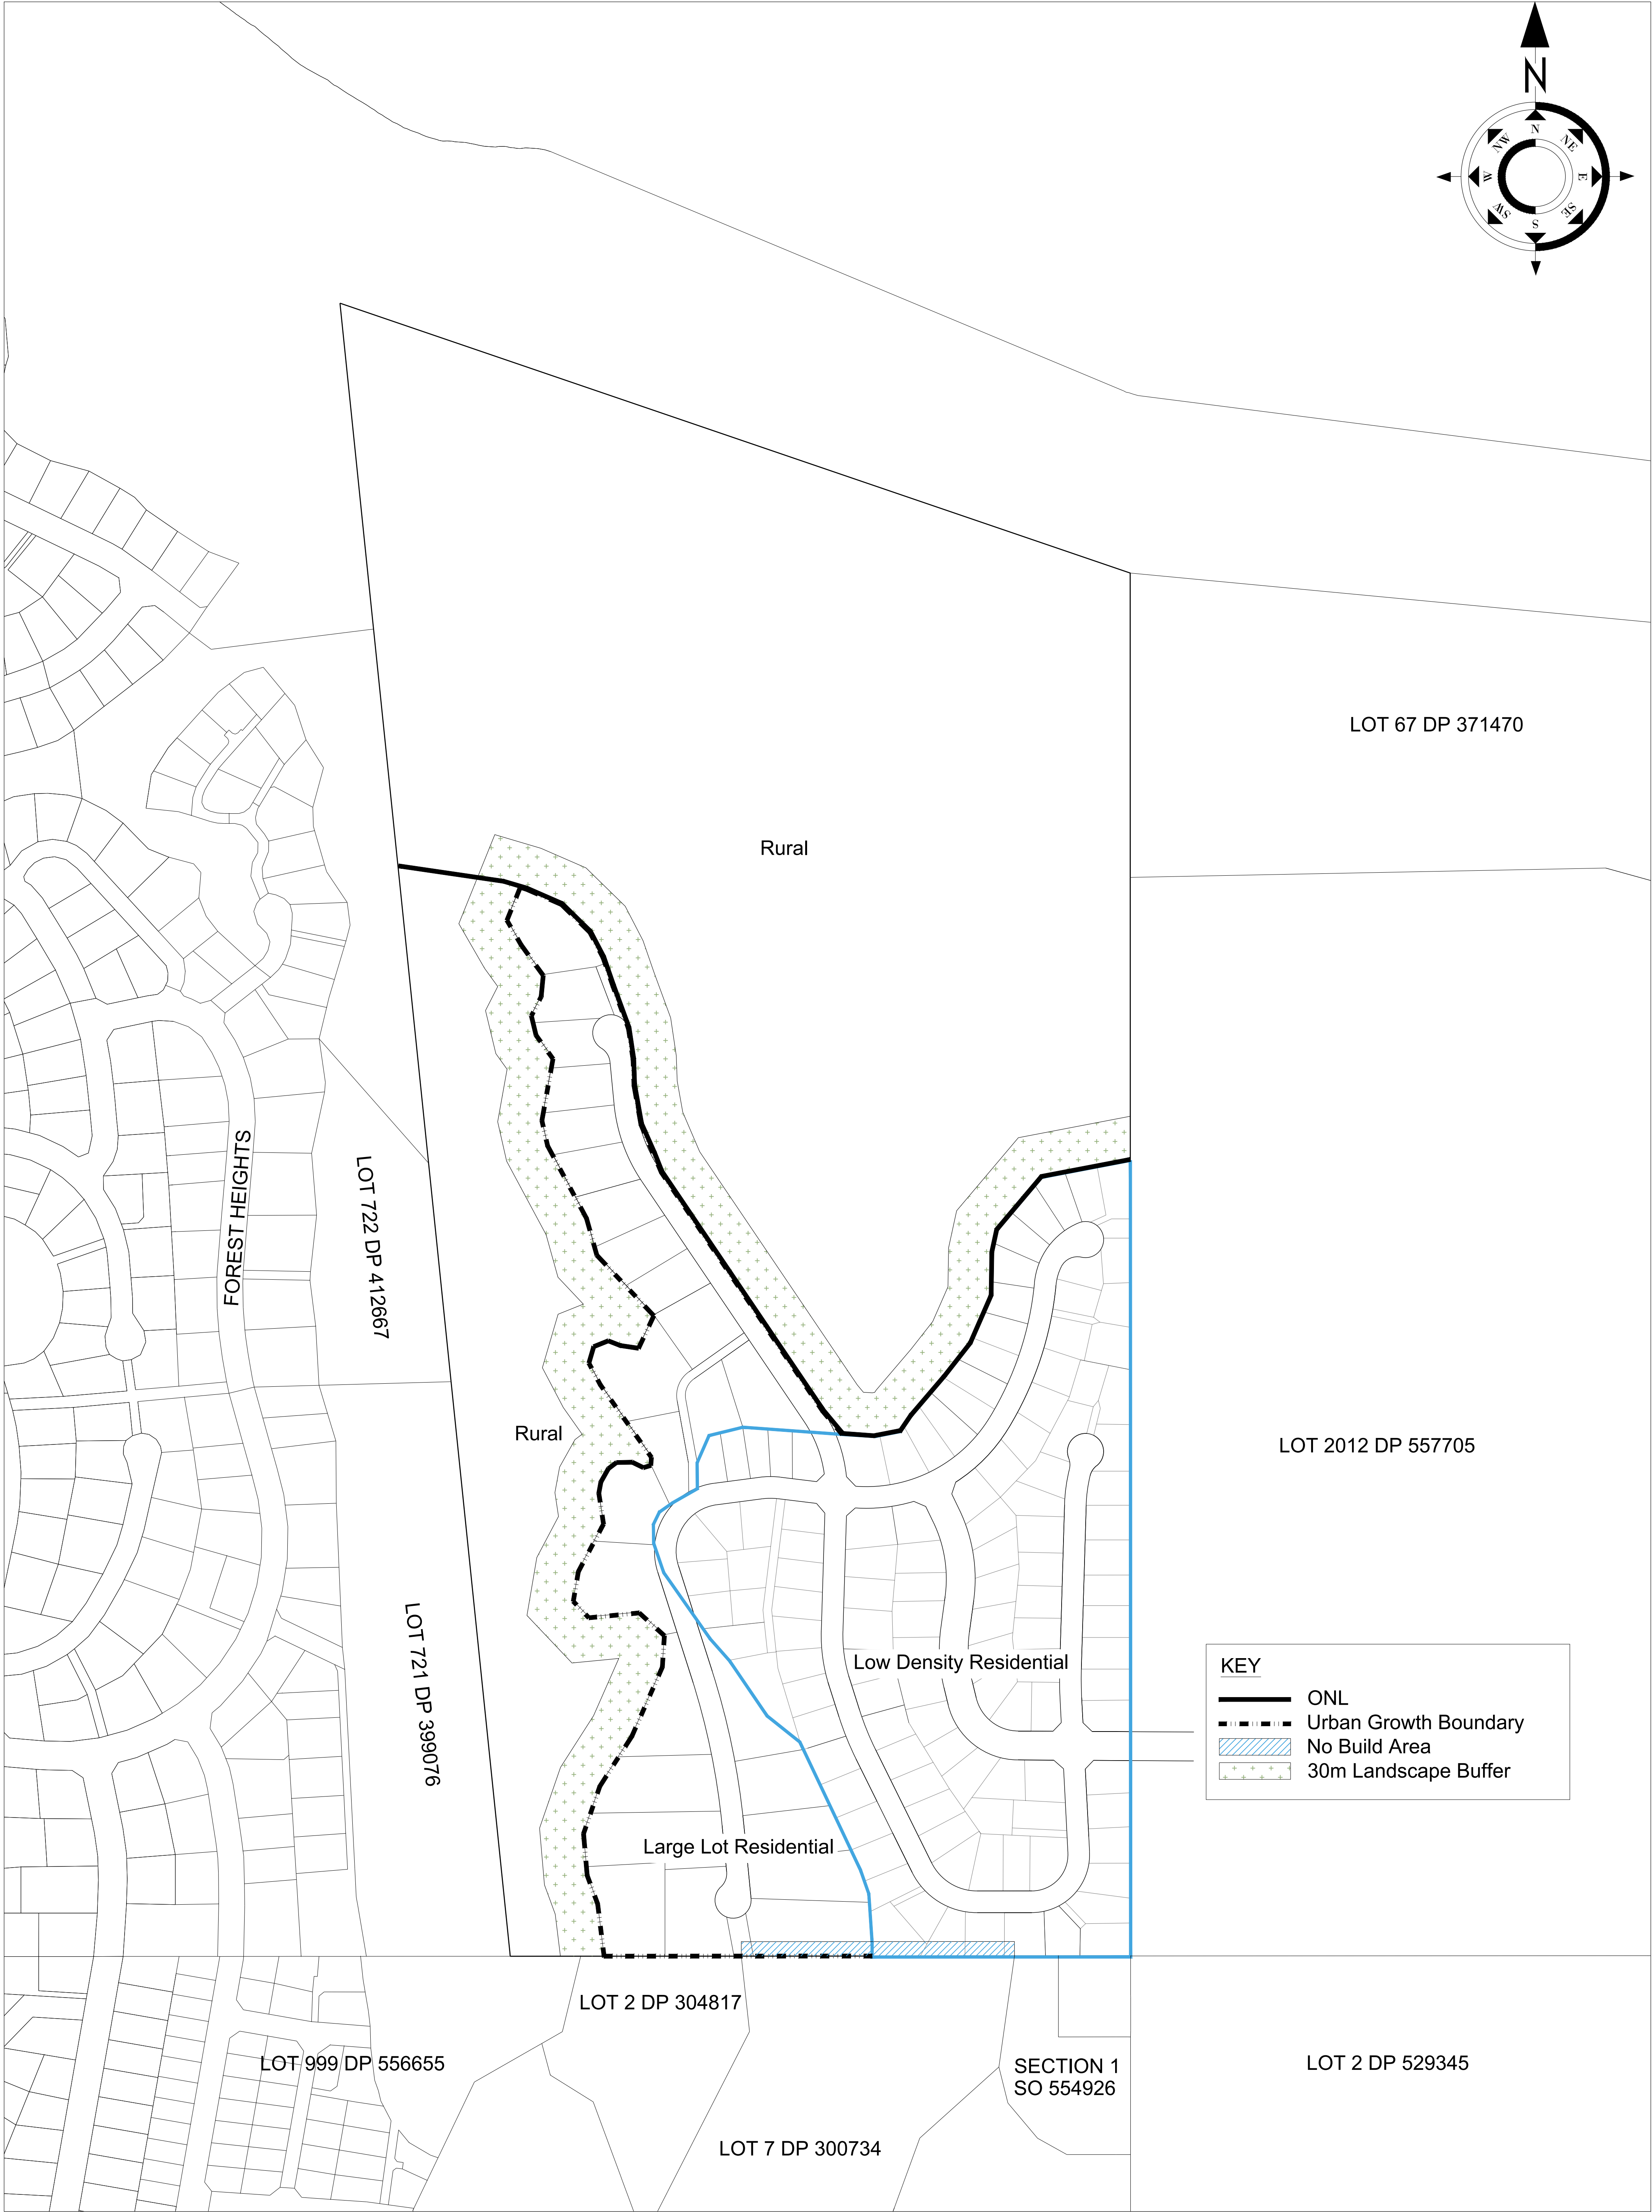 N
N
NE
E
SE
S
SW
W
NW
LOT 67 DP 371470
Rural
FOREST HEIGHTS
LOT 722 DP 412667
Rural
LOT 2012 DP 557705
LOT 721 DP 399076
Low Density Residential
KEY
ONL
Urban Growth Boundary
No Build Area
30m Landscape Buffer
Large Lot Residential
LOT 2 DP 304817
LOT 999 DP 556655
SECTION 1
SO 554926
LOT 2 DP 529345
LOT 7 DP 300734